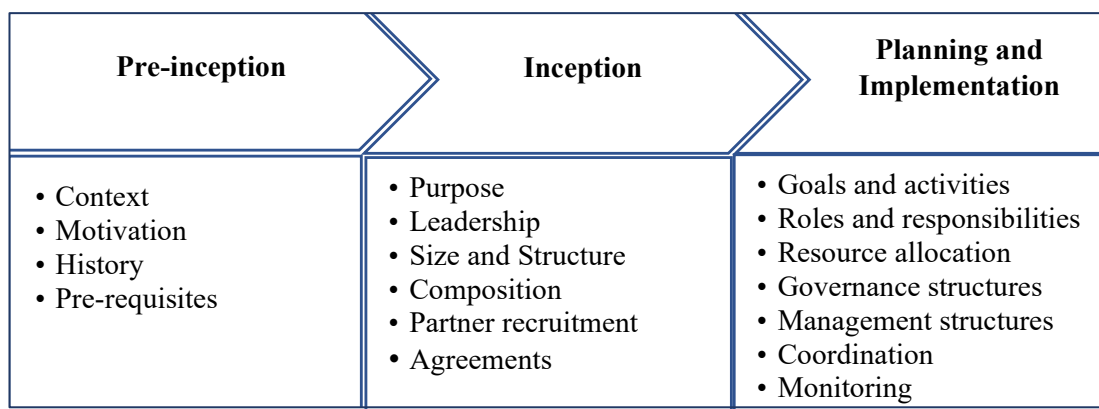 Pre-inception
Inception
Planning and
Implementation
• Context
• Motivation
• History
• Pre-requisites
• Purpose
• Leadership
• Size and Structure
• Composition
• Partner recruitment
• Agreements
• Goals and activities
• Roles and responsibilities
• Resource allocation
• Governance structures
• Management structures
• Coordination
• Monitoring